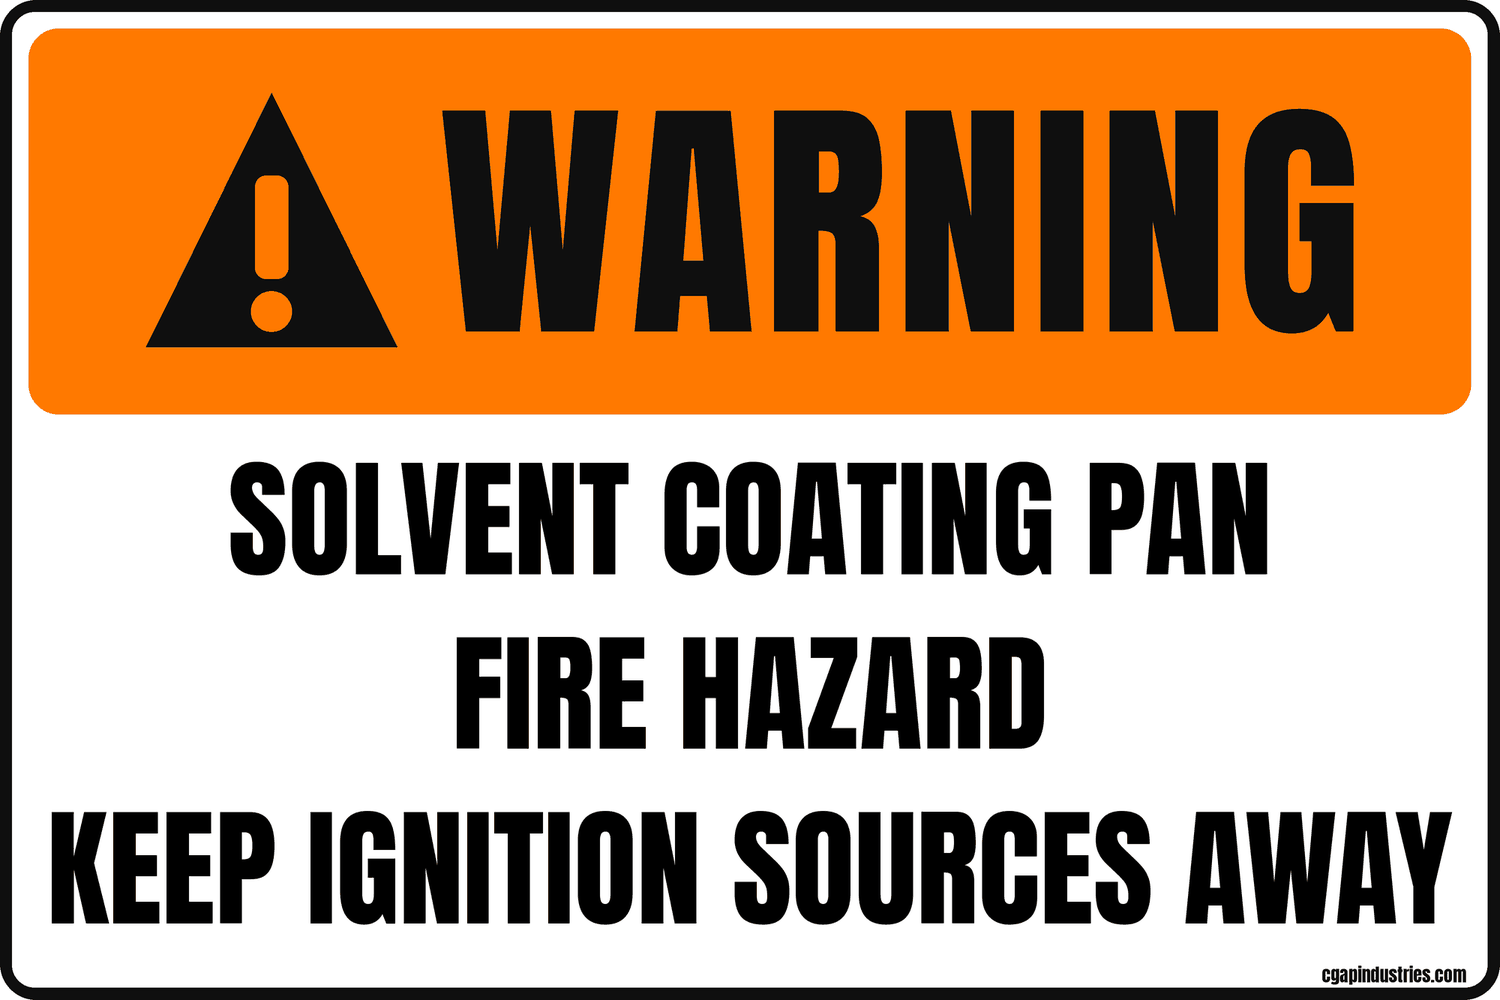 WARNING
SOLVENT COATING PAN
FIRE HAZARD
KEEP IGNITION SOURCES AWAY
cgapindustries.com